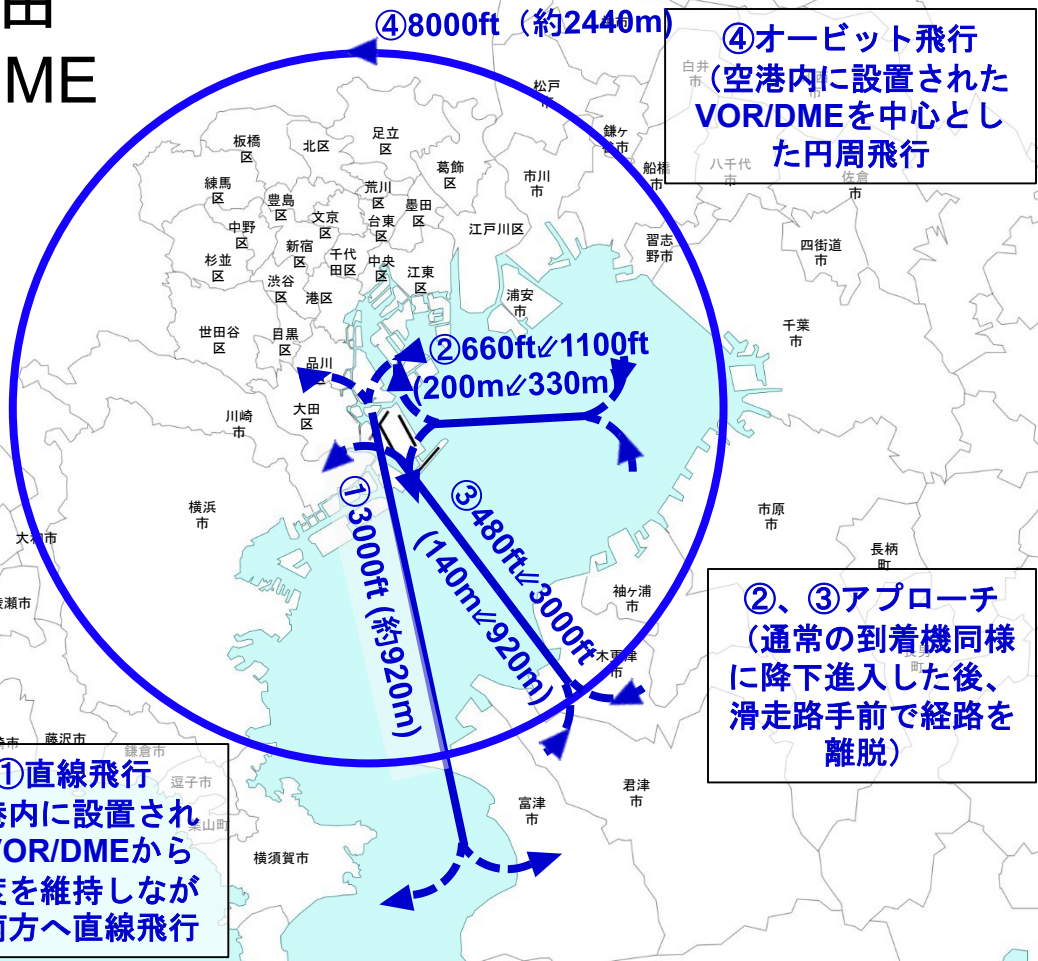 田
ME
④8000ft（約2440m)
④オービット飛行
（空港内に設置された
VOR/DMEを中心とし
た円周飛行
松戸
市
白井
市
鎌ケ
谷市
船橋
市
八千代
市
佐倉
市
板橋
区
北区
足立
区
葛飾
区
市川
市
練馬
区
豊島
区
荒川
区
文京
区
台東
区
墨田
区
中野
区
江戸川区
習志
野市
四街道
市
杉並
区
新宿
区
千代
田区
中央
区
江東
区
渋谷
区
港区
浦安
市
世田谷
区
目黒
区
千葉
市
品川
②660ft⇙1100ft
(200m⇙330m)
川崎
市
大田
区
横浜
市
①3000ft (約920m)
③480ft⇙3000ft
(140m⇙920m)
市原
市
大和市
長柄
町
綾瀬市
袖ヶ浦
市
木更津
市
②、③アプローチ
（通常の到着機同様
に降下進入した後、
滑走路手前で経路を
離脱）
藤沢市
鎌倉市
逗子市
葉山町
横須賀市
富津
市
君津
市
①直線飛行
港内に設置され
VOR/DMEから
度を維持しなが
南方へ直線飛行